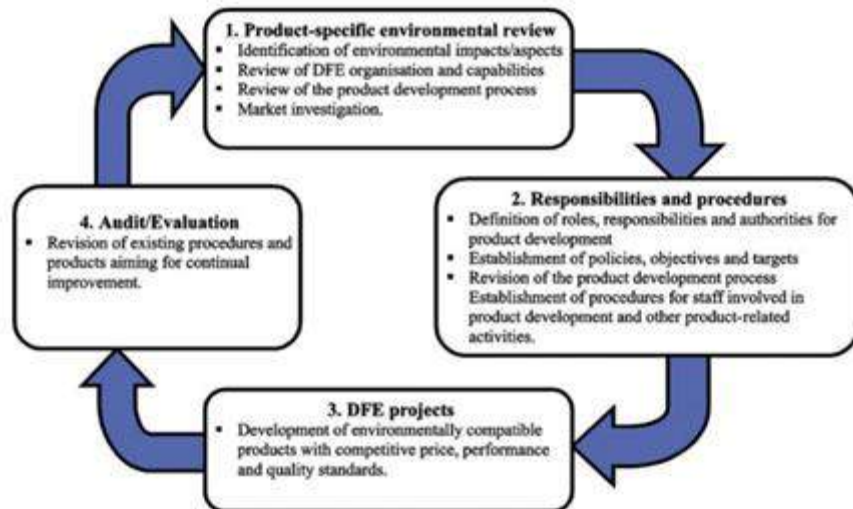 1. Product-specific environmental review
▪ Identification of environmental impacts/aspects
▪ Review of DFE organisation and capabilities
▪ Review of the product development process
▪ Market investigation.
2. Responsibilities and procedures
▪ Definition of roles, responsibilities and authorities for
product development
▪ Establishment of policies, objectives and targets
▪ Revision of the product development process
Establishment of procedures for staff involved in
product development and other product-related
activities.
3. DFE projects
▪ Development of environmentally compatible
products with competitive price, performance
and quality standards.
4. Audit/Evaluation
▪ Revision of existing procedures and
products aiming for continual
improvement.